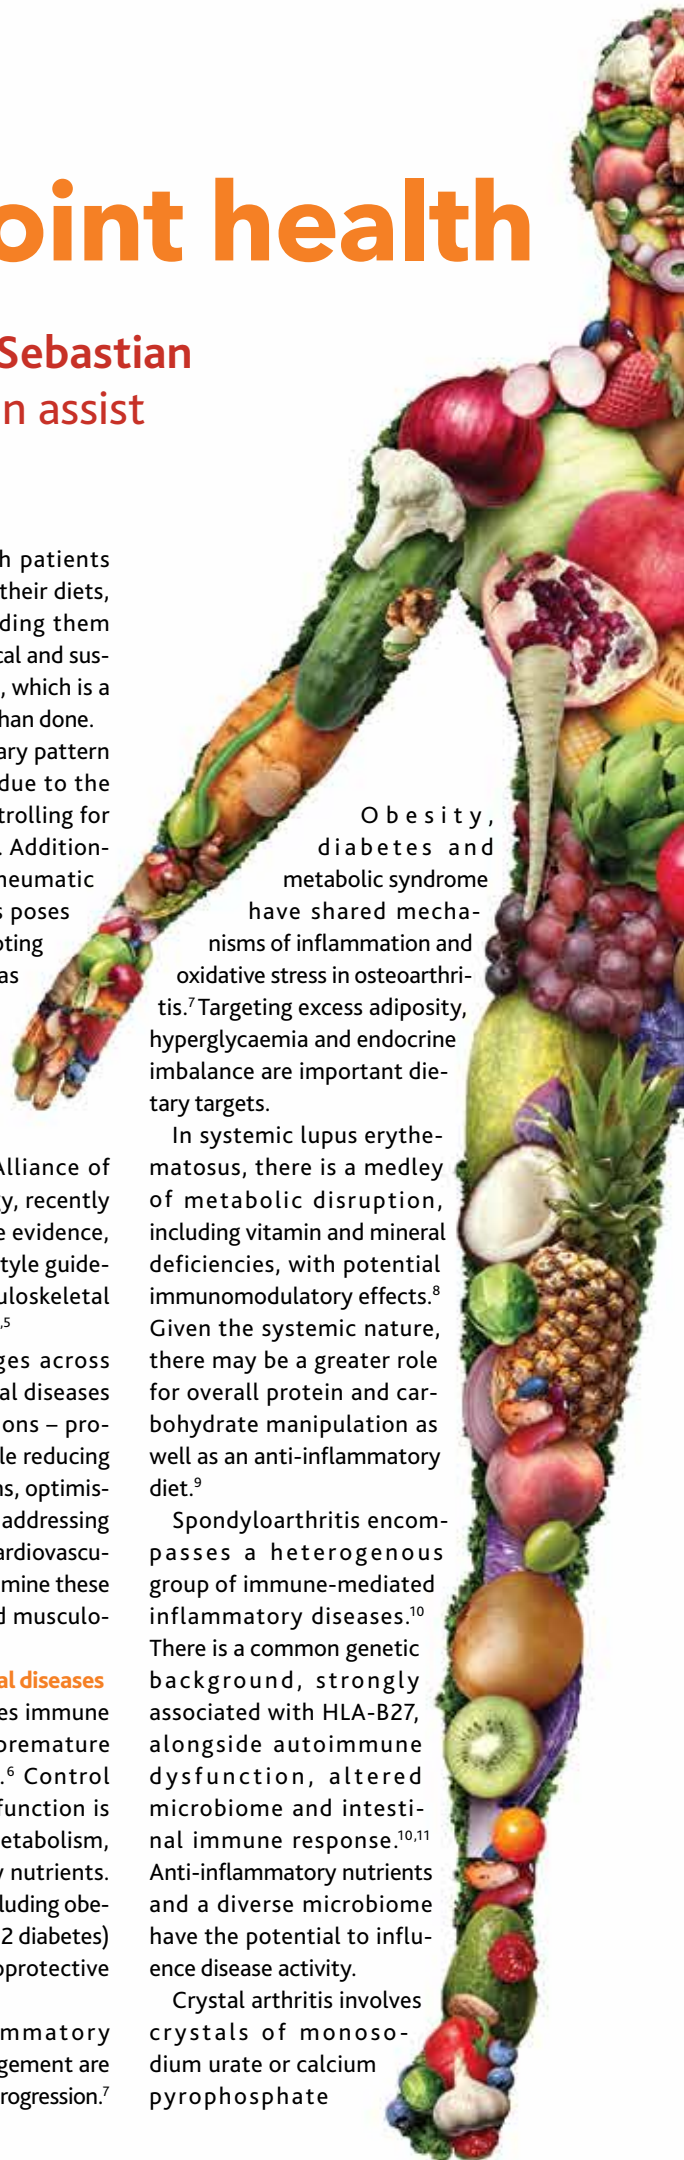 oint health
Sebastian
n assist
h patients
their diets,
ding them
cal and sus-
, which is a
han done.
ary pattern
due to the
trolling for
. Addition-
heumatic
s poses
pting
as
Alliance of
y, recently
e evidence,
tyle guide-
uloskeletal
,5
ges across
al diseases
ons – pro-
le reducing
ns, optimis-
addressing
ardiovascu-
mine these
d musculo-
al diseases
es immune
premature
.6 Control
function is
etabolism,
y nutrients.
luding obe-
2 diabetes)
oprotective
mmatory
gement are
rogression.7
Obesity,
diabetes and
metabolic syndrome
have shared mecha-
nisms of inflammation and
oxidative stress in osteoarthri-
tis.7 Targeting excess adiposity,
hyperglycaemia and endocrine
imbalance are important die-
tary targets.
In systemic lupus erythe-
matosus, there is a medley
of metabolic disruption,
including vitamin and mineral
deficiencies, with potential
immunomodulatory effects.8
Given the systemic nature,
there may be a greater role
for overall protein and car-
bohydrate manipulation as
well as an anti-inflammatory
diet.9
Spondyloarthritis encom-
passes a heterogenous
group of immune-mediated
inflammatory diseases.10
There is a common genetic
background, strongly
associated with HLA-B27,
alongside autoimmune
dysfunction, altered
microbiome and intesti-
nal immune response.10,11
Anti-inflammatory nutrients
and a diverse microbiome
have the potential to influ-
ence disease activity.
Crystal arthritis involves
crystals of monoso-
dium urate or calcium
pyrophosphate